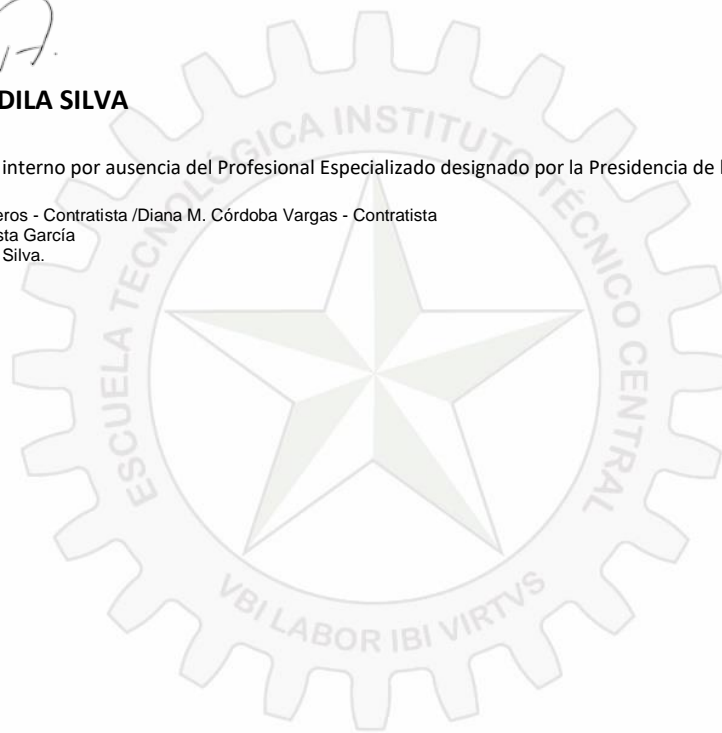 DILA SILVA
interno por ausencia del Profesional Especializado designado por la Presidencia de l
eros - Contratista /Diana M. Córdoba Vargas - Contratista
sta García
Silva.
ESCUELA TECNOLÓGICA INSTITUTO TÉCNICO CENTRAL
VBI LABOR IBI VIRTVS